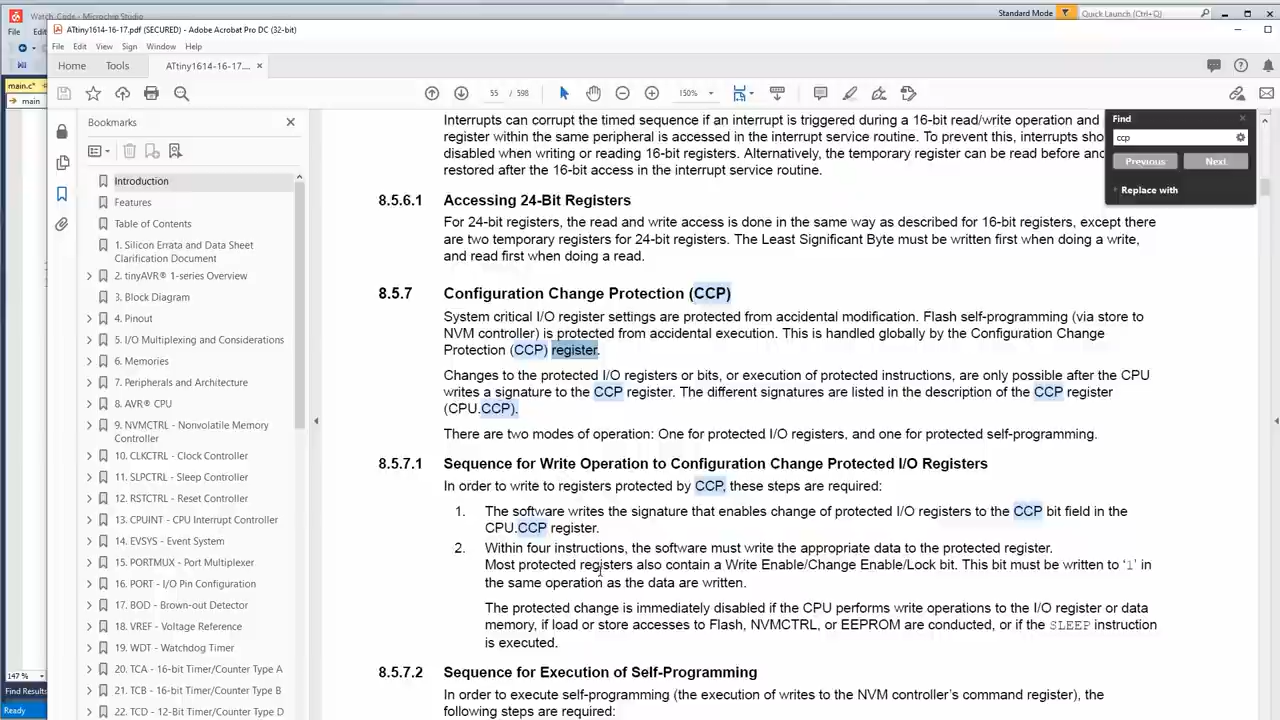 Watch_Code - Microchip Studio
Standard Mode
Quick Launch (Ctrl+Q)
ATtiny1614-16-17.pdf (SECURED) - Adobe Acrobat Pro DC (32-bit)
File
File Edit View Sign Window Help
Home Tools ATtiny1614-16-17.... ×
main.c*
main
55 / 598
150%
Bookmarks
Introduction
Features
Table of Contents
1. Silicon Errata and Data Sheet
Clarification Document
2. tinyAVR® 1-series Overview
3. Block Diagram
4. Pinout
5. I/O Multiplexing and Considerations
6. Memories
7. Peripherals and Architecture
8. AVR® CPU
9. NVMCTRL - Nonvolatile Memory
Controller
10. CLKCTRL - Clock Controller
11. SLPCTRL - Sleep Controller
12. RSTCTRL - Reset Controller
13. CPUINT - CPU Interrupt Controller
14. EVSYS - Event System
15. PORTMUX - Port Multiplexer
16. PORT - I/O Pin Configuration
17. BOD - Brown-out Detector
18. VREF - Voltage Reference
19. WDT - Watchdog Timer
20. TCA - 16-bit Timer/Counter Type A
21. TCB - 16-bit Timer/Counter Type B
22. TCD - 12-Bit Timer/Counter Type D
147 %
Find Results
Ready
Interrupts can corrupt the timed sequence if an interrupt is triggered during a 16-bit read/write operation and
register within the same peripheral is accessed in the interrupt service routine. To prevent this, interrupts sho
disabled when writing or reading 16-bit registers. Alternatively, the temporary register can be read before and
restored after the 16-bit access in the interrupt service routine.
8.5.6.1 Accessing 24-Bit Registers
For 24-bit registers, the read and write access is done in the same way as described for 16-bit registers, except there
are two temporary registers for 24-bit registers. The Least Significant Byte must be written first when doing a write,
and read first when doing a read.
8.5.7 Configuration Change Protection (CCP)
System critical I/O register settings are protected from accidental modification. Flash self-programming (via store to
NVM controller) is protected from accidental execution. This is handled globally by the Configuration Change
Protection (CCP) register.
Changes to the protected I/O registers or bits, or execution of protected instructions, are only possible after the CPU
writes a signature to the CCP register. The different signatures are listed in the description of the CCP register
(CPU.CCP).
There are two modes of operation: One for protected I/O registers, and one for protected self-programming.
8.5.7.1 Sequence for Write Operation to Configuration Change Protected I/O Registers
In order to write to registers protected by CCP, these steps are required:
1. The software writes the signature that enables change of protected I/O registers to the CCP bit field in the
CPU.CCP register.
2. Within four instructions, the software must write the appropriate data to the protected register.
Most protected registers also contain a Write Enable/Change Enable/Lock bit. This bit must be written to ‘1’ in
the same operation as the data are written.
The protected change is immediately disabled if the CPU performs write operations to the I/O register or data
memory, if load or store accesses to Flash, NVMCTRL, or EEPROM are conducted, or if the SLEEP instruction
is executed.
8.5.7.2 Sequence for Execution of Self-Programming
In order to execute self-programming (the execution of writes to the NVM controller’s command register), the
following steps are required:
Find
ccp
Previous Next
Replace with